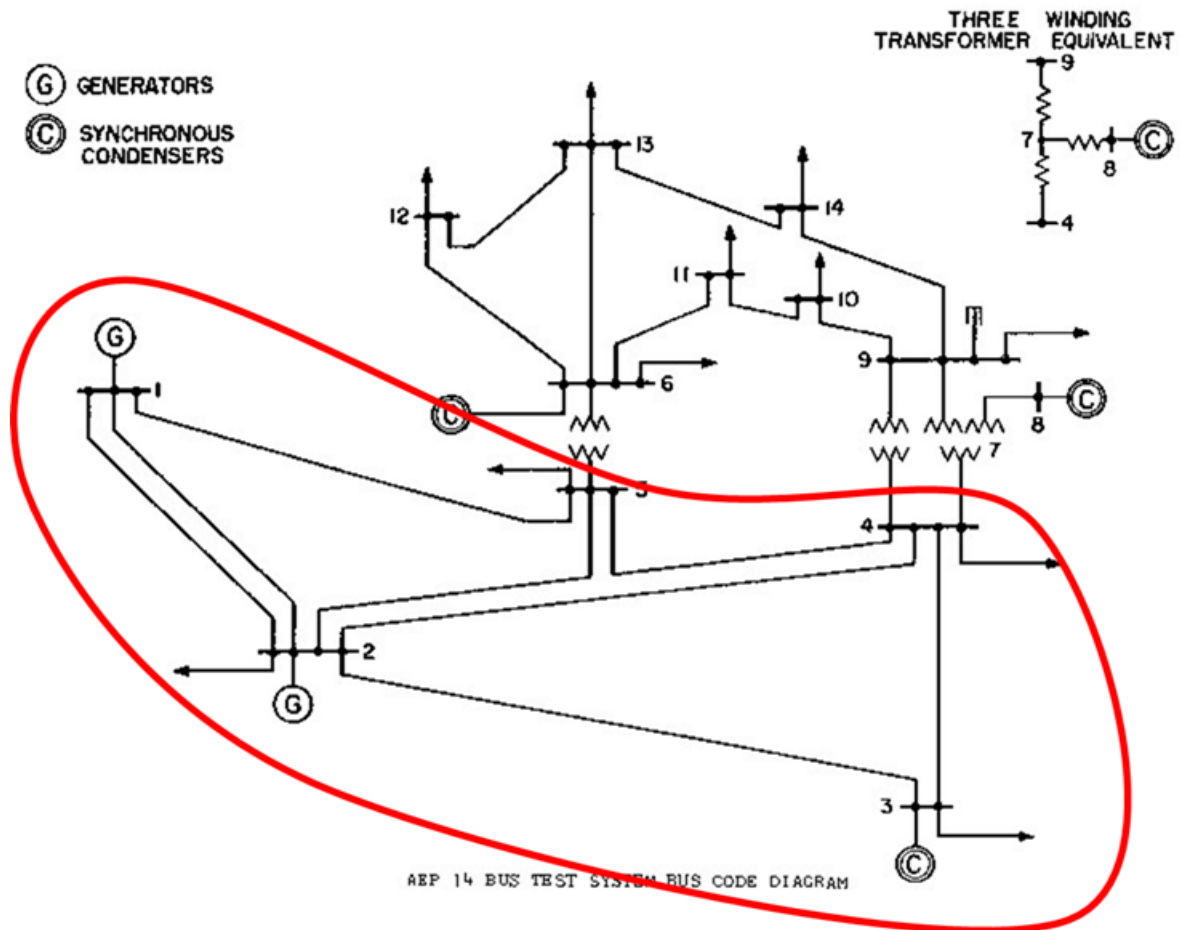 THREE WINDING
TRANSFORMER EQUIVALENT
9
G GENERATORS
C SYNCHRONOUS
CONDENSERS
7
C
8
4
13
12
14
11
10
G
1
9
6
C
8
C
7
5
4
2
G
3
C
AEP 14 BUS TEST SYSTEM BUS CODE DIAGRAM